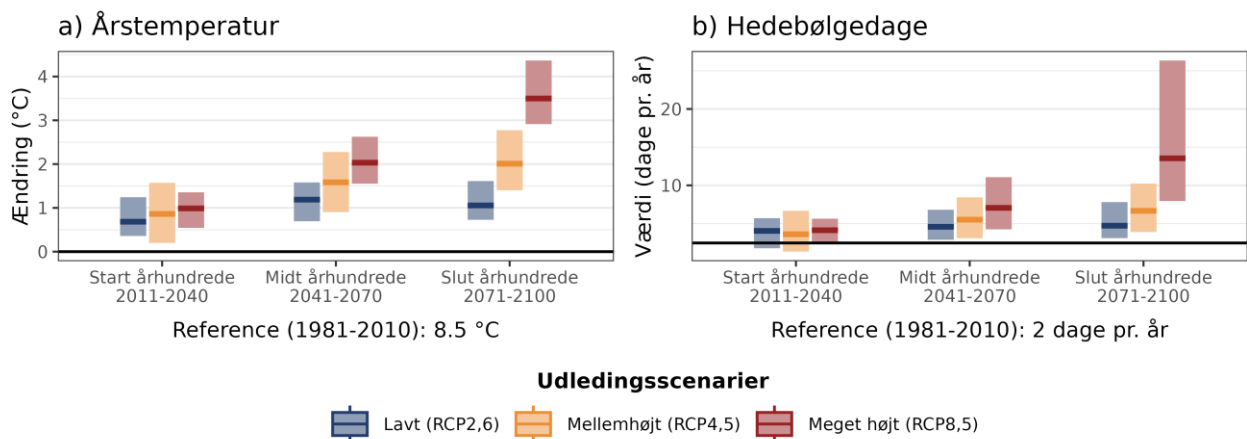 a) Årstemperatur
Ændring (°C)
4
3
2
1
0
Start århundrede
2011-2040
Midt århundrede
2041-2070
Slut århundrede
2071-2100
Reference (1981-2010): 8.5 °C
b) Hedebølgedage
Værdi (dage pr. år)
20
10
Start århundrede
2011-2040
Midt århundrede
2041-2070
Slut århundrede
2071-2100
Reference (1981-2010): 2 dage pr. år
Udledingsscenarier
Lavt (RCP2,6)
Mellemhøjt (RCP4,5)
Meget højt (RCP8,5)